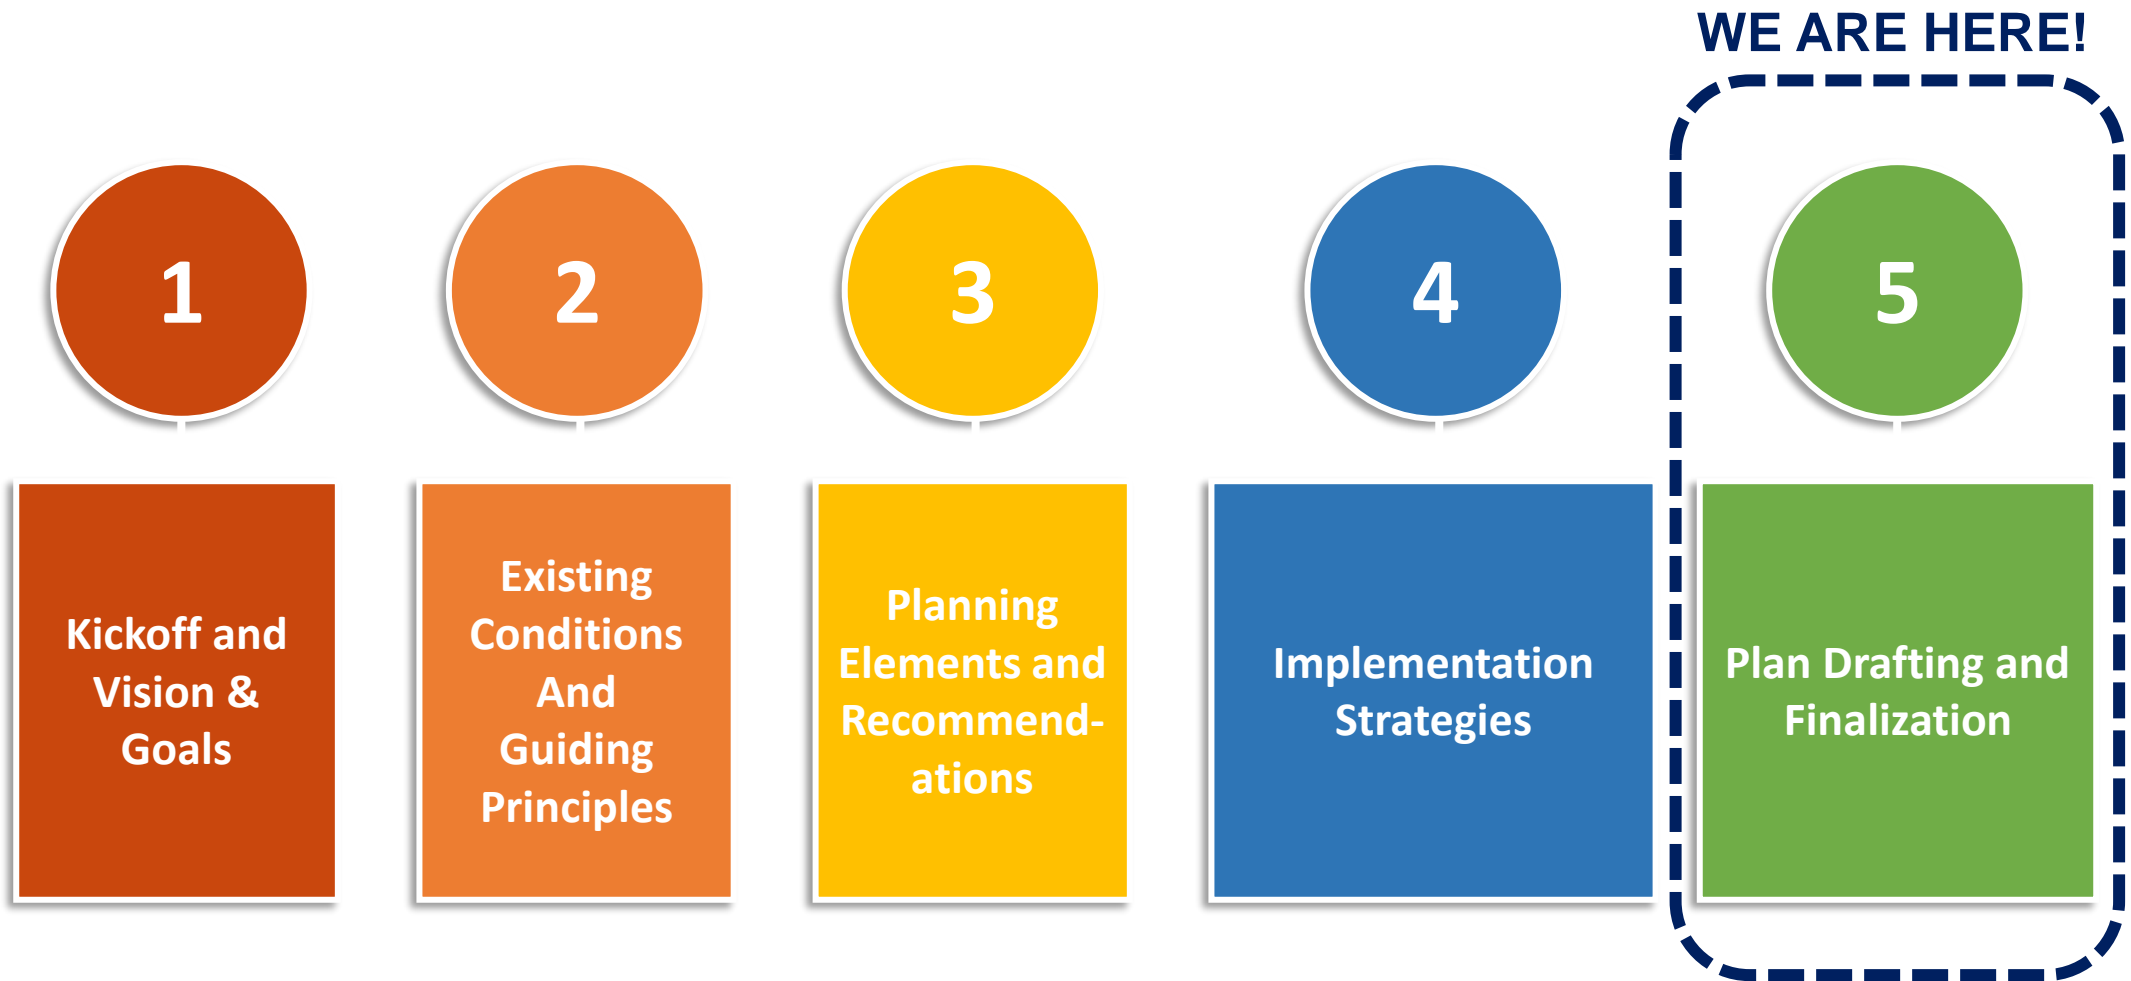 WE ARE HERE!
1
2
3
4
5
Kickoff and
Vision &
Goals
Existing
Conditions
And
Guiding
Principles
Planning
Elements and
Recommend-
ations
Implementation
Strategies
Plan Drafting and
Finalization